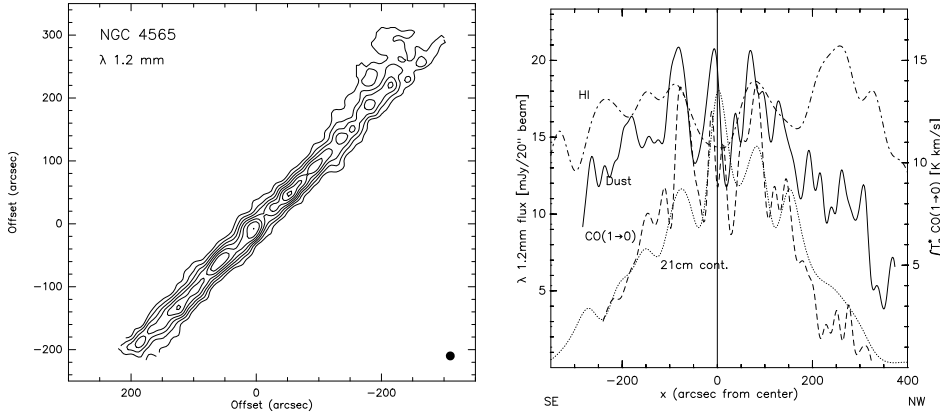 NGC 4565
λ 1.2 mm
300
200
100
0
−100
−200
Offset (arcsec)
200
0
−200
Offset (arcsec)
20
15
10
5
λ 1.2mm flux [mJy/20" beam]
15
10
5
∫T* CO(1→0) [K km/s]
HI
Dust
CO(1→0)
21cm cont.
−200
0
200
400
SE
x (arcsec from center)
NW